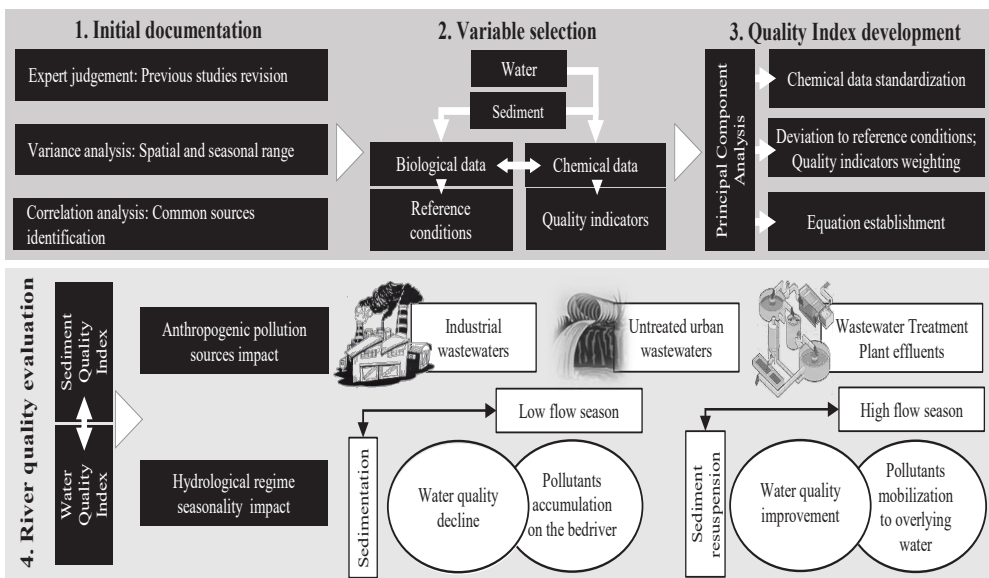 1. Initial documentation
Expert judgement: Previous studies revision
Variance analysis: Spatial and seasonal range
Correlation analysis: Common sources
identification
2. Variable selection
Water
Sediment
Biological data
Chemical data
Reference
conditions
Quality indicators
3. Quality Index development
Principal Component
Analysis
Chemical data standardization
Deviation to reference conditions;
Quality indicators weighting
Equation establishment
4. River quality evaluation
Sediment
Quality
Index
Water
Quality
Index
Anthropogenic pollution
sources impact
Hydrological regime
seasonality impact
Industrial
wastewaters
Untreated urban
wastewaters
Wastewater Treatment
Plant effluents
Low flow season
Sedimentation
Water quality
decline
Pollutants
accumulation
on the bedriver
High flow season
Sediment
resuspension
Water quality
improvement
Pollutants
mobilization
to overlying
water